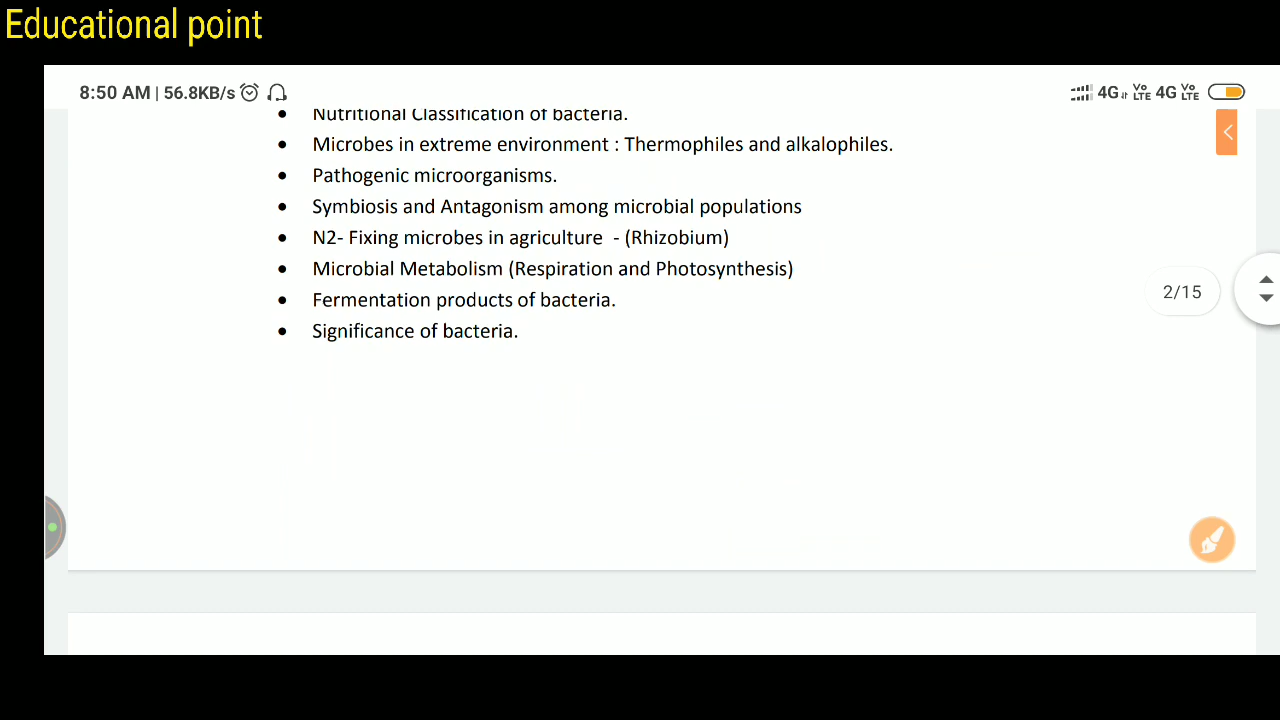 Educational point
8:50 AM | 56.8KB/s 4G VoLTE 4G VoLTE
• Nutritional Classification of bacteria.
• Microbes in extreme environment : Thermophiles and alkalophiles.
• Pathogenic microorganisms.
• Symbiosis and Antagonism among microbial populations
• N2- Fixing microbes in agriculture - (Rhizobium)
• Microbial Metabolism (Respiration and Photosynthesis)
2/15
• Fermentation products of bacteria.
• Significance of bacteria.